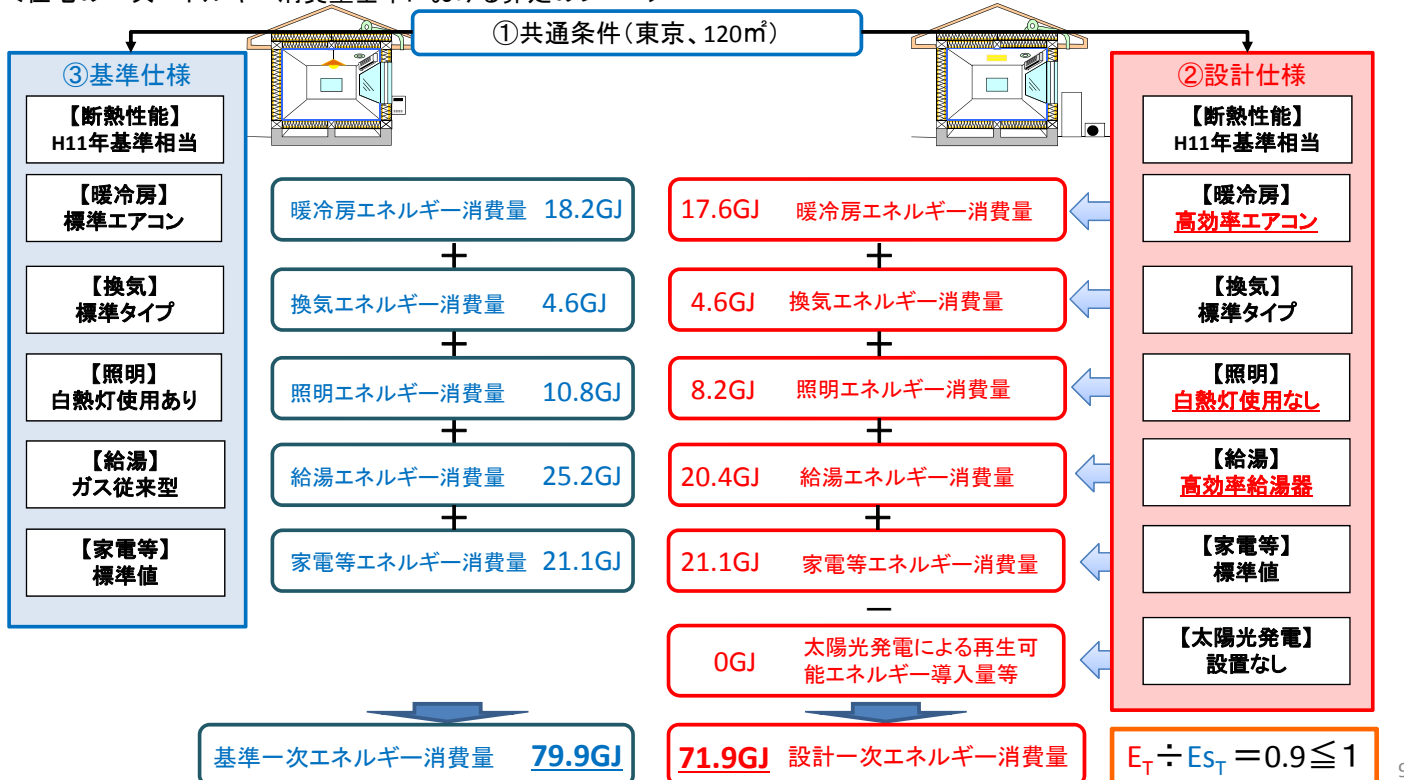 ①共通条件(東京、120㎡)
③基準仕様
【断熱性能】
H11年基準相当
【暖冷房】
標準エアコン
【換気】
標準タイプ
【照明】
白熱灯使用あり
【給湯】
ガス従来型
【家電等】
標準値
暖冷房エネルギー消費量 18.2GJ
+
換気エネルギー消費量 4.6GJ
+
照明エネルギー消費量 10.8GJ
+
給湯エネルギー消費量 25.2GJ
+
家電等エネルギー消費量 21.1GJ
基準一次エネルギー消費量 79.9GJ
17.6GJ 暖冷房エネルギー消費量
+
4.6GJ 換気エネルギー消費量
+
8.2GJ 照明エネルギー消費量
+
20.4GJ 給湯エネルギー消費量
+
21.1GJ 家電等エネルギー消費量
−
0GJ 太陽光発電による再生可
能エネルギー導入量等
71.9GJ 設計一次エネルギー消費量
②設計仕様
【断熱性能】
H11年基準相当
【暖冷房】
高効率エアコン
【換気】
標準タイプ
【照明】
白熱灯使用なし
【給湯】
高効率給湯器
【家電等】
標準値
【太陽光発電】
設置なし
E_T÷Es_T=0.9≦1